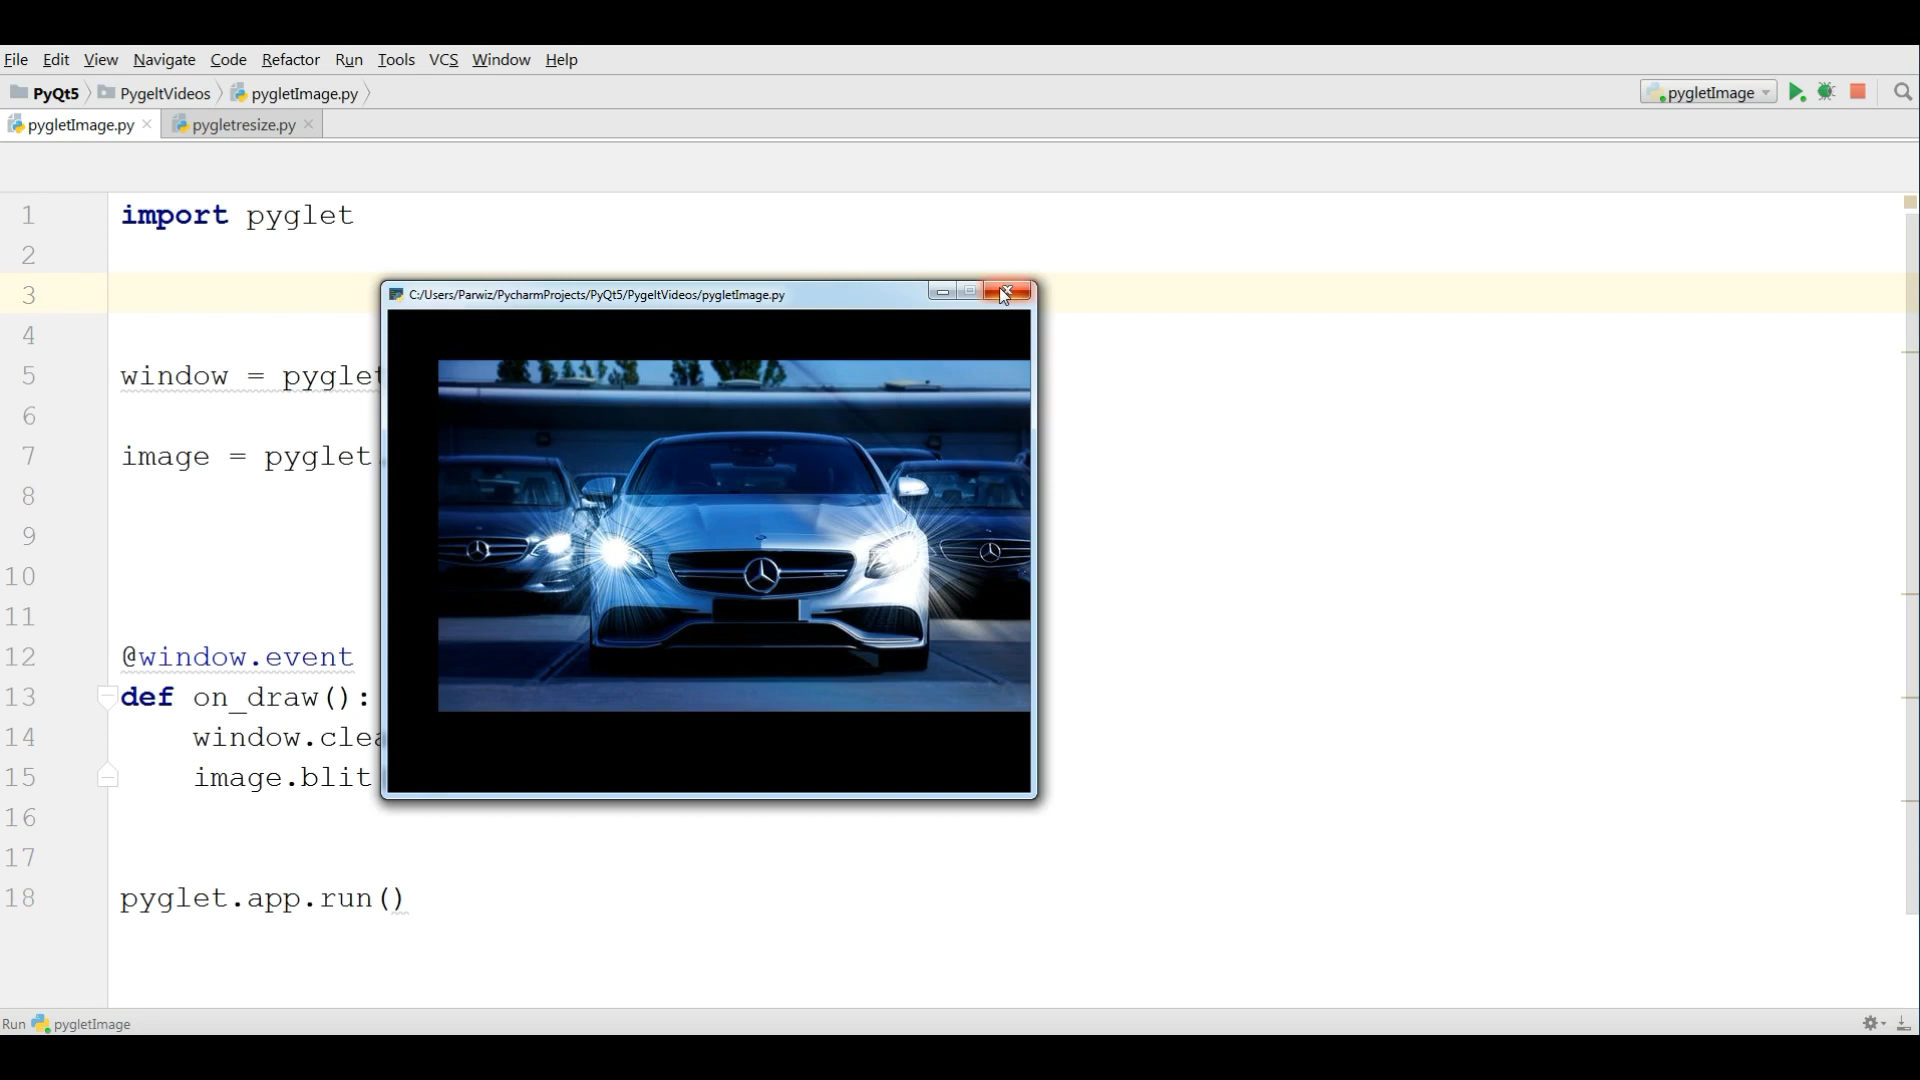 File Edit View Navigate Code Refactor Run Tools VCS Window Help
PyQt5 PygeltVideos pygletImage.py
pygletImage
pygletImage.py pygletresize.py
1 import pyglet
2
3
C:/Users/Parwiz/PycharmProjects/PyQt5/PygeltVideos/pygletImage.py
4
5 window = pyglet
6
7 image = pyglet
8
9
10
11
12 @window.event
13 def on_draw():
14 window.clea
15 image.blit
16
17
18 pyglet.app.run()
Run pygletImage